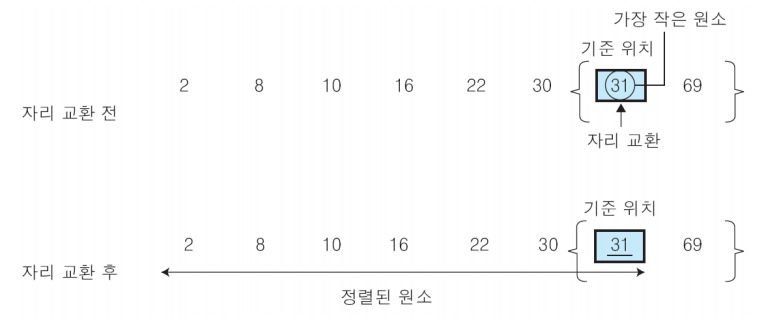 가장 작은 원소
기준 위치
2 8 10 16 22 30 { 31 69 }
자리 교환 전
자리 교환
기준 위치
2 8 10 16 22 30 { 31 69 }
자리 교환 후
정렬된 원소